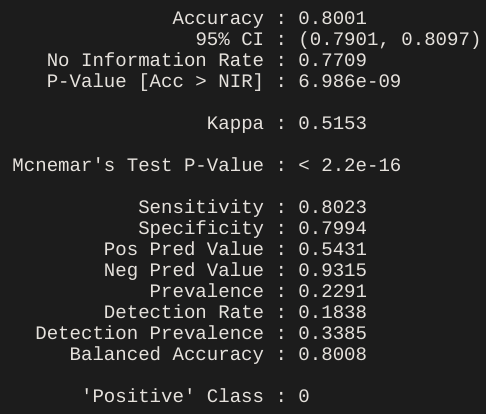 Accuracy : 0.8001
95% CI : (0.7901, 0.8097)
No Information Rate : 0.7709
P-Value [Acc > NIR] : 6.986e-09
Kappa : 0.5153
Mcnemar's Test P-Value : < 2.2e-16
Sensitivity : 0.8023
Specificity : 0.7994
Pos Pred Value : 0.5431
Neg Pred Value : 0.9315
Prevalence : 0.2291
Detection Rate : 0.1838
Detection Prevalence : 0.3385
Balanced Accuracy : 0.8008
'Positive' Class : 0